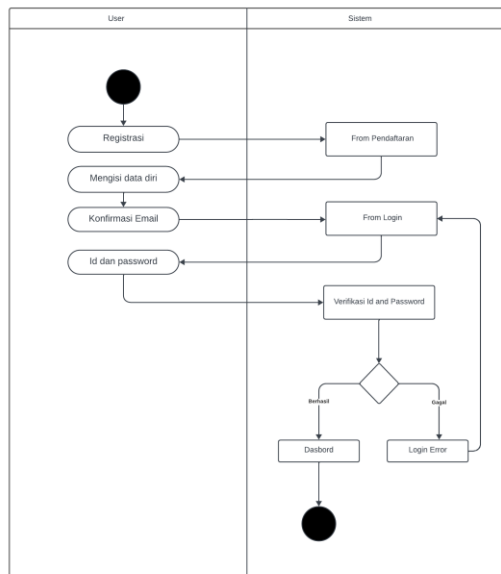 User
Sistem
Registrasi
From Pendaftaran
Mengisi data diri
Konfirmasi Email
From Login
Id dan password
Verifikasi Id and Password
Berhasil
Gagal
Dasbord
Login Error